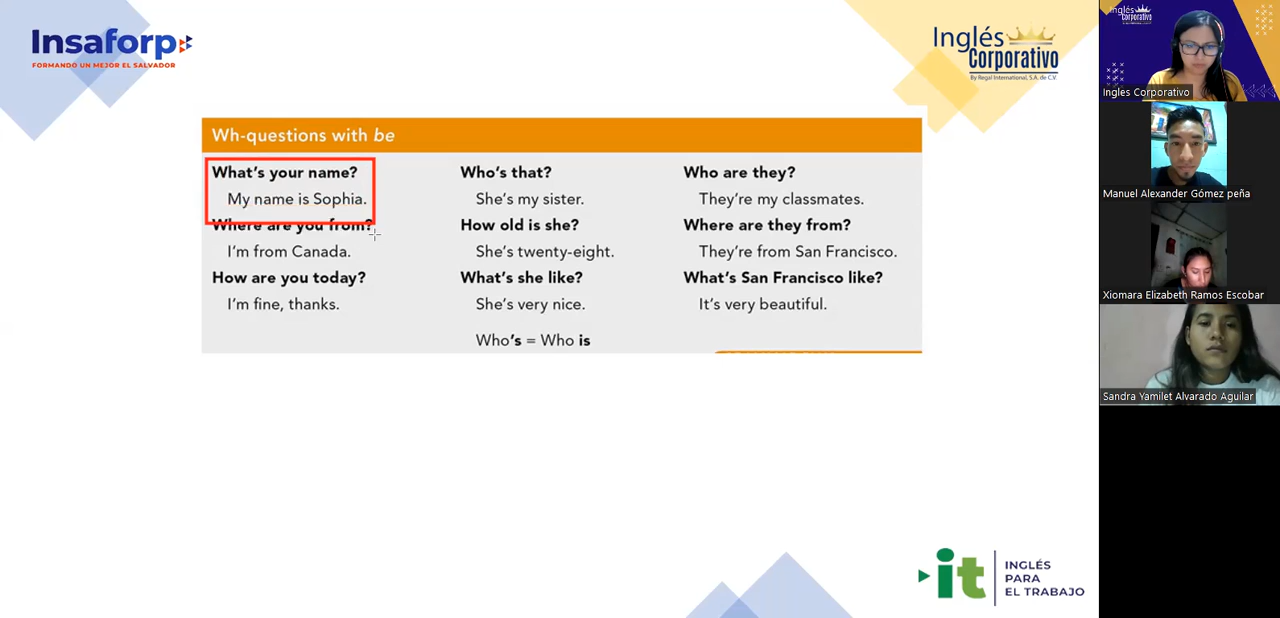 Insaforp
FORMANDO UN MEJOR EL SALVADOR
Inglés
Corporativo
By Regal International, S.A. de C.V.
Wh-questions with be
What's your name?
My name is Sophia.
Where are you from?
I'm from Canada.
How are you today?
I'm fine, thanks.
Who's that?
She's my sister.
How old is she?
She's twenty-eight.
What's she like?
She's very nice.
Who's = Who is
Who are they?
They're my classmates.
Where are they from?
They're from San Francisco.
What's San Francisco like?
It's very beautiful.
it
INGLÉS
PARA
EL TRABAJO
Inglés
Corporativo
Ingles Corporativo
Manuel Alexander Gómez peña
Xiomara Elizabeth Ramos Escobar
Sandra Yamilet Alvarado Aguilar